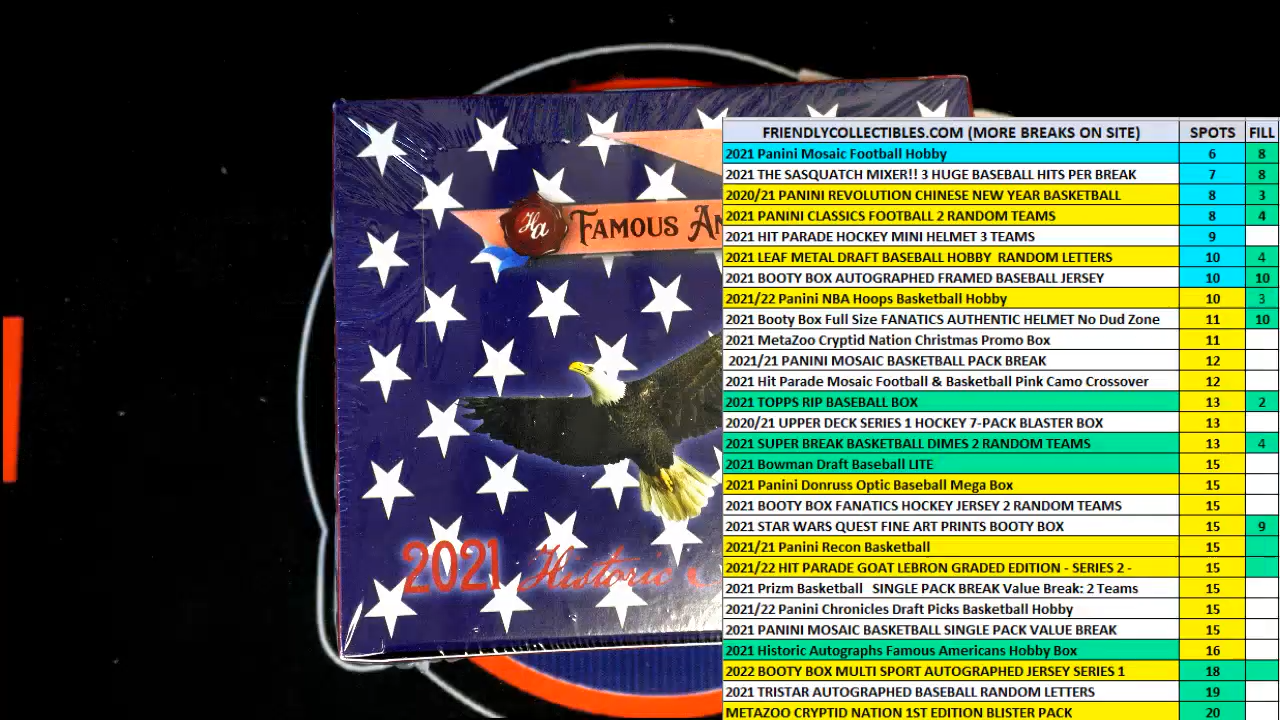 FRIENDLYCOLLECTIBLES.COM (MORE BREAKS ON SITE) SPOTS FILL
2021 Panini Mosaic Football Hobby 6 8
2021 THE SASQUATCH MIXER!! 3 HUGE BASEBALL HITS PER BREAK 7 8
2020/21 PANINI REVOLUTION CHINESE NEW YEAR BASKETBALL 8 3
2021 PANINI CLASSICS FOOTBALL 2 RANDOM TEAMS 8 4
2021 HIT PARADE HOCKEY MINI HELMET 3 TEAMS 9
2021 LEAF METAL DRAFT BASEBALL HOBBY RANDOM LETTERS 10 4
2021 BOOTY BOX AUTOGRAPHED FRAMED BASEBALL JERSEY 10 10
2021/22 Panini NBA Hoops Basketball Hobby 10 3
2021 Booty Box Full Size FANATICS AUTHENTIC HELMET No Dud Zone 11 10
2021 MetaZoo Cryptid Nation Christmas Promo Box 11
2021/21 PANINI MOSAIC BASKETBALL PACK BREAK 12
2021 Hit Parade Mosaic Football & Basketball Pink Camo Crossover 12
2021 TOPPS RIP BASEBALL BOX 13 2
2020/21 UPPER DECK SERIES 1 HOCKEY 7-PACK BLASTER BOX 13
2021 SUPER BREAK BASKETBALL DIMES 2 RANDOM TEAMS 13 4
2021 Bowman Draft Baseball LITE 15
2021 Panini Donruss Optic Baseball Mega Box 15
2021 BOOTY BOX FANATICS HOCKEY JERSEY 2 RANDOM TEAMS 15
2021 STAR WARS QUEST FINE ART PRINTS BOOTY BOX 15 9
2021/21 Panini Recon Basketball 15
2021/22 HIT PARADE GOAT LEBRON GRADED EDITION - SERIES 2 - 15
2021 Prizm Basketball SINGLE PACK BREAK Value Break: 2 Teams 15
2021/22 Panini Chronicles Draft Picks Basketball Hobby 15
2021 PANINI MOSAIC BASKETBALL SINGLE PACK VALUE BREAK 15
2021 Historic Autographs Famous Americans Hobby Box 16
2022 BOOTY BOX MULTI SPORT AUTOGRAPHED JERSEY SERIES 1 18
2021 TRISTAR AUTOGRAPHED BASEBALL RANDOM LETTERS 19
METAZOO CRYPTID NATION 1ST EDITION BLISTER PACK 20
HA FAMOUS AM
2021 Historic